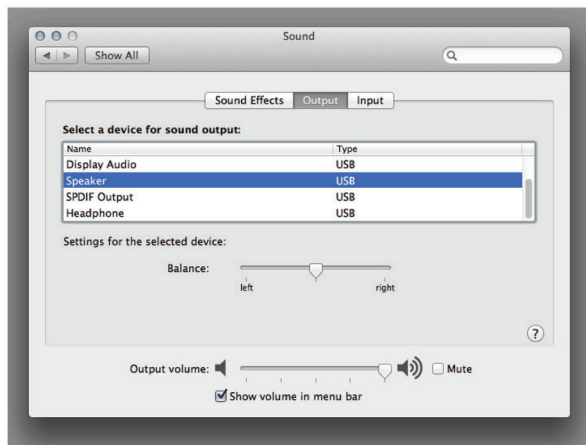 Sound
Show All
Sound Effects Output Input
Select a device for sound output:
Name Type
Display Audio USB
Speaker USB
SPDIF Output USB
Headphone USB
Settings for the selected device:
Balance:
left right
?
Output volume: Mute
Show volume in menu bar